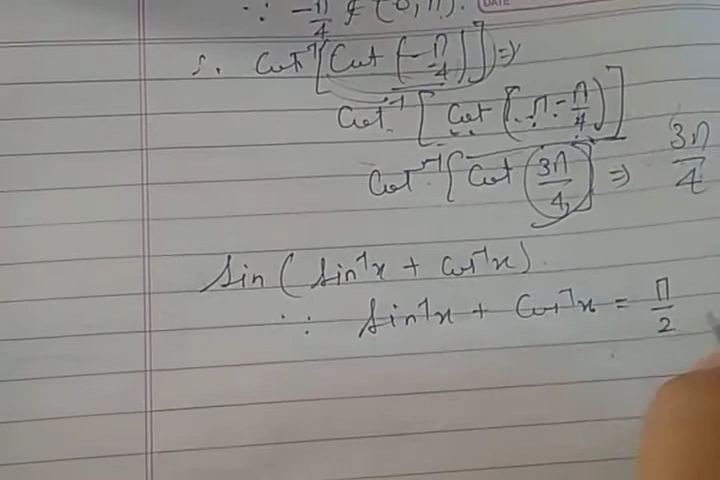 ∵ -π/4 ∉ (0, π).
DATE
∴ Cot⁻¹[Cot(-π/4)] ⇒
Cot⁻¹[Cot(π - π/4)]
Cot⁻¹[Cot(3π/4)] ⇒ 3π/4
Sin(Sin⁻¹x + Cos⁻¹x).
∵ Sin⁻¹x + Cos⁻¹x = π/2